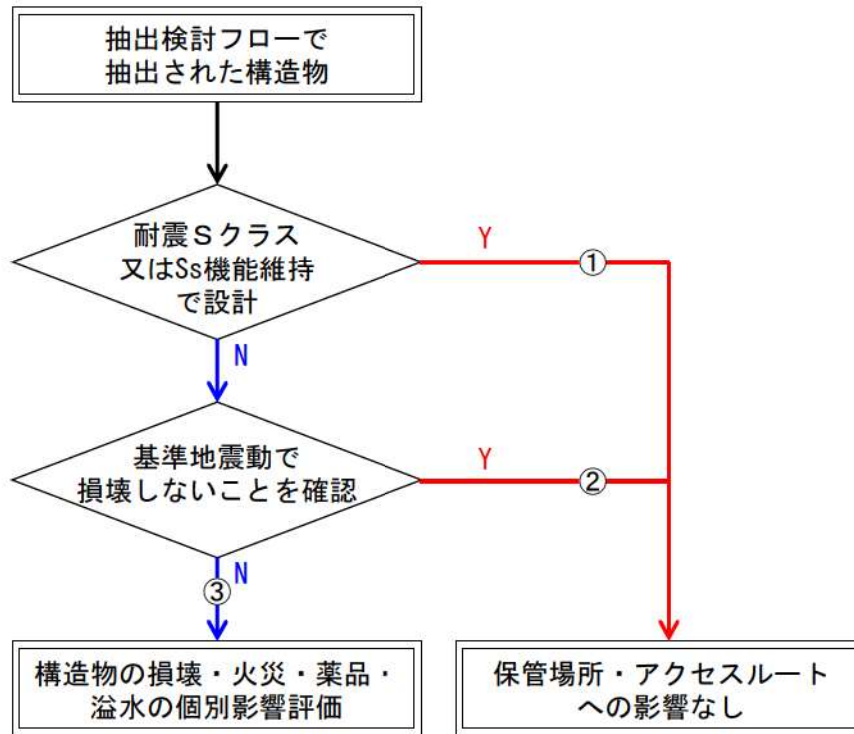 抽出検討フローで
抽出された構造物
耐震Ｓクラス
又はSs機能維持
で設計
Y
①
N
基準地震動で
損壊しないことを確認
Y
②
N
③
構造物の損壊・火災・薬品・
溢水の個別影響評価
保管場所・アクセスルート
への影響なし